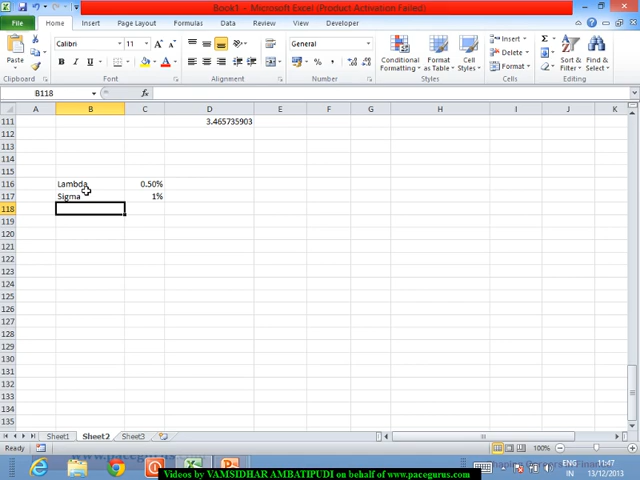 Book1 - Microsoft Excel (Product Activation Failed)
File Home Insert Page Layout Formulas Data Review View Developer
Paste
Calibri 11
General
Conditional Formatting
Format as Table
Cell Styles
Insert
Delete
Format
Sort & Filter
Find & Select
Clipboard Font Alignment Number Styles Cells Editing
B118 fx
A B C D E F G H I J K
111 3.465735903
112
113
114
115
116 Lambda 0.50%
117 Sigma 1%
118
119
120
121
122
123
124
125
126
127
128
129
130
131
132
133
134
135
Sheet1 Sheet2 Sheet3
Ready 100%
ENG 11:47
IN 13/12/2013
Videos by VAMSIDHAR AMBATIPUDI on behalf of www.pacegurus.com